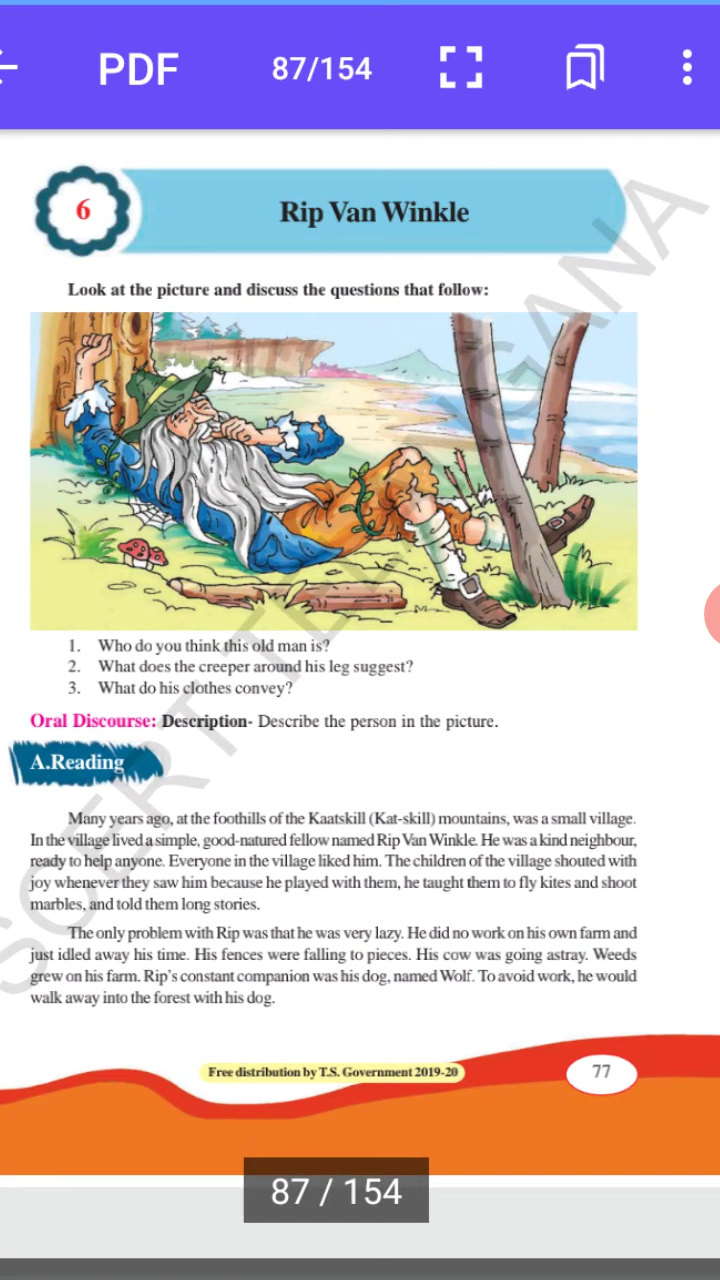 PDF 87/154
6
Rip Van Winkle
Look at the picture and discuss the questions that follow:
1. Who do you think this old man is?
2. What does the creeper around his leg suggest?
3. What do his clothes convey?
Oral Discourse: Description- Describe the person in the picture.
A.Reading
Many years ago, at the foothills of the Kaatskill (Kat-skill) mountains, was a small village.
In the village lived a simple, good-natured fellow named Rip Van Winkle. He was a kind neighbour,
ready to help anyone. Everyone in the village liked him. The children of the village shouted with
joy whenever they saw him because he played with them, he taught them to fly kites and shoot
marbles, and told them long stories.
The only problem with Rip was that he was very lazy. He did no work on his own farm and
just idled away his time. His fences were falling to pieces. His cow was going astray. Weeds
grew on his farm. Rip's constant companion was his dog, named Wolf. To avoid work, he would
walk away into the forest with his dog.
Free distribution by T.S. Government 2019-20
77
87 / 154